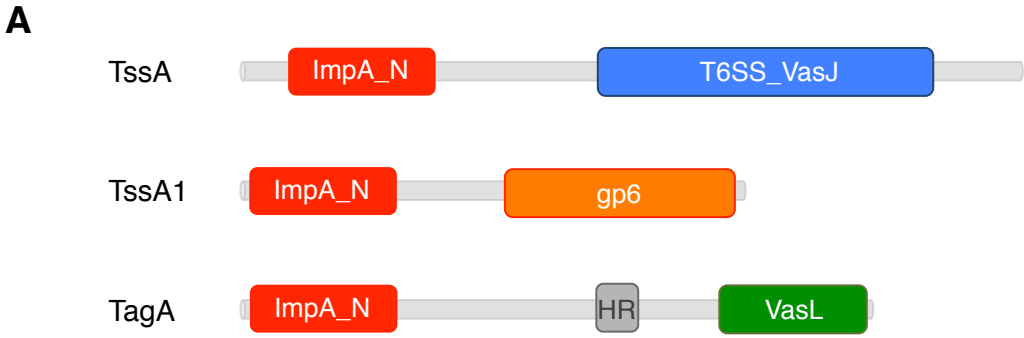 A
TssA ImpA_N T6SS_VasJ
TssA1 ImpA_N gp6
TagA ImpA_N HR VasL